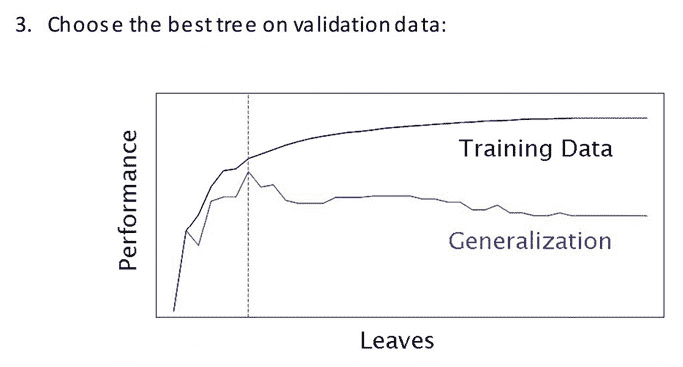 3. Choose the best tree on validation data:
Training Data
Performance
Generalization
Leaves